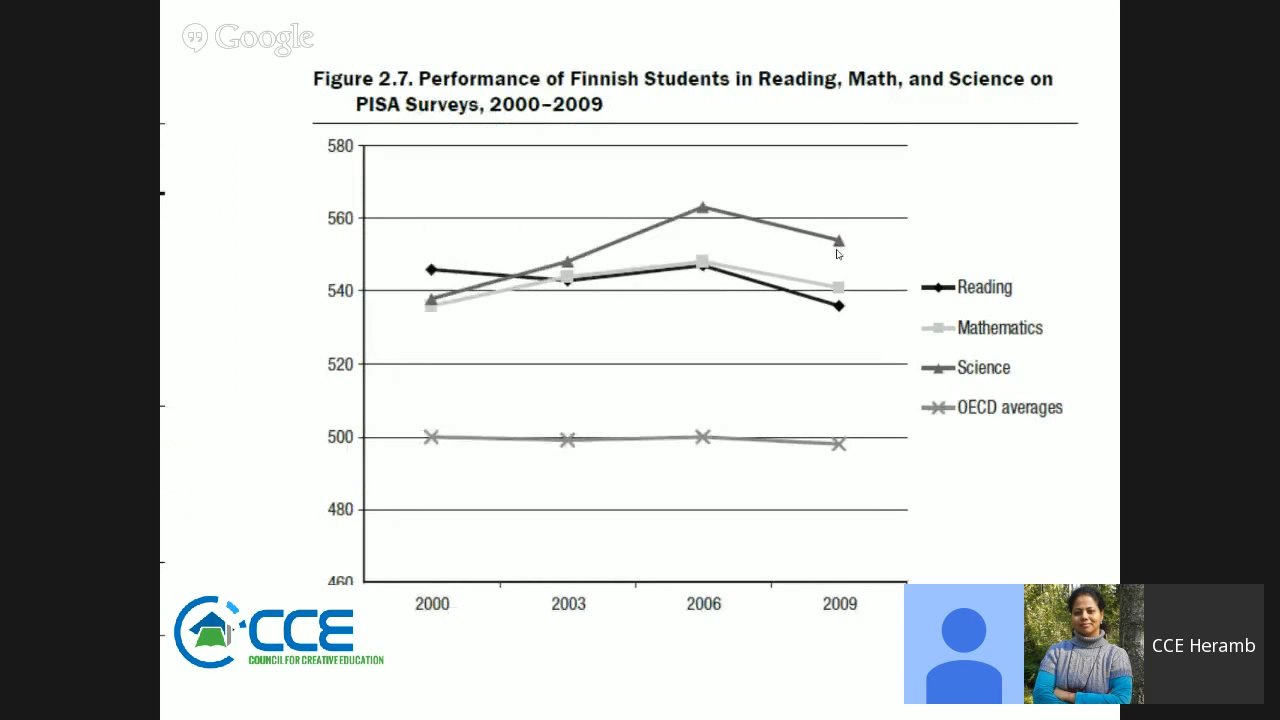 Google
Figure 2.7. Performance of Finnish Students in Reading, Math, and Science on
PISA Surveys, 2000–2009
580
560
540
520
500
480
460
2000 2003 2006 2009
Reading
Mathematics
Science
OECD averages
CCE
COUNCIL FOR CREATIVE EDUCATION
CCE Heramb